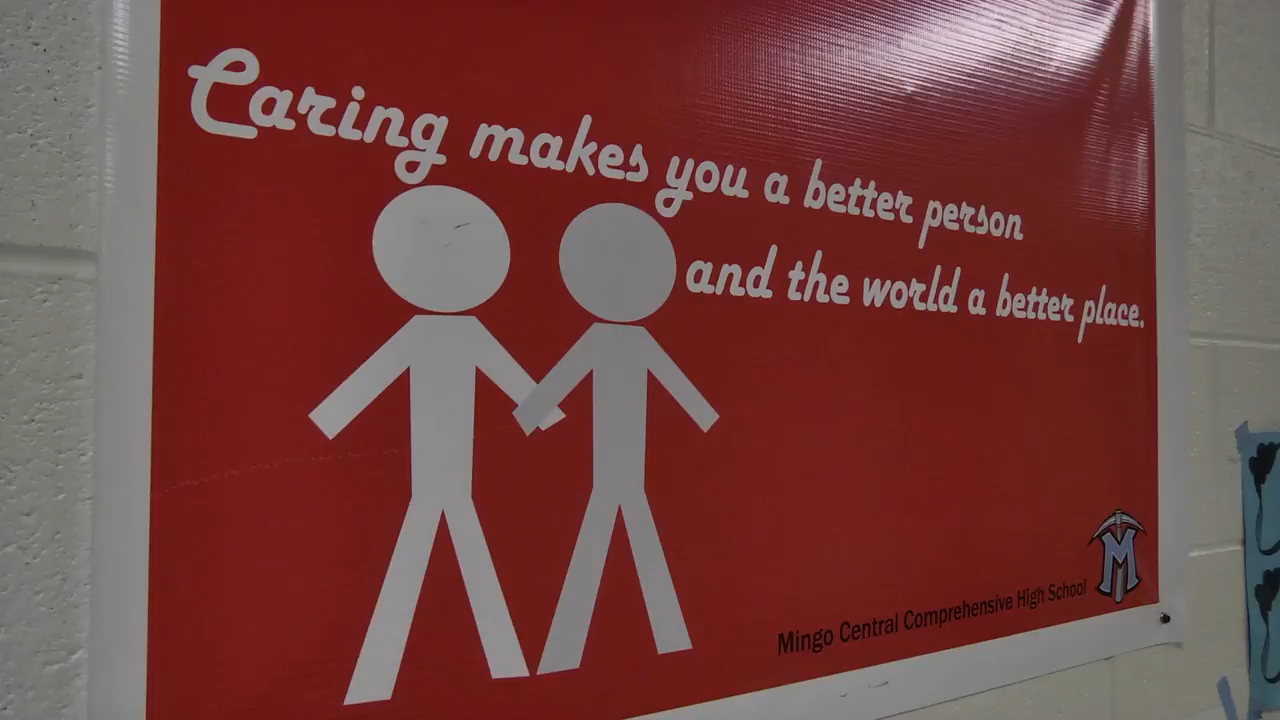 Caring makes you a better person
and the world a better place.
Mingo Central Comprehensive High School
M